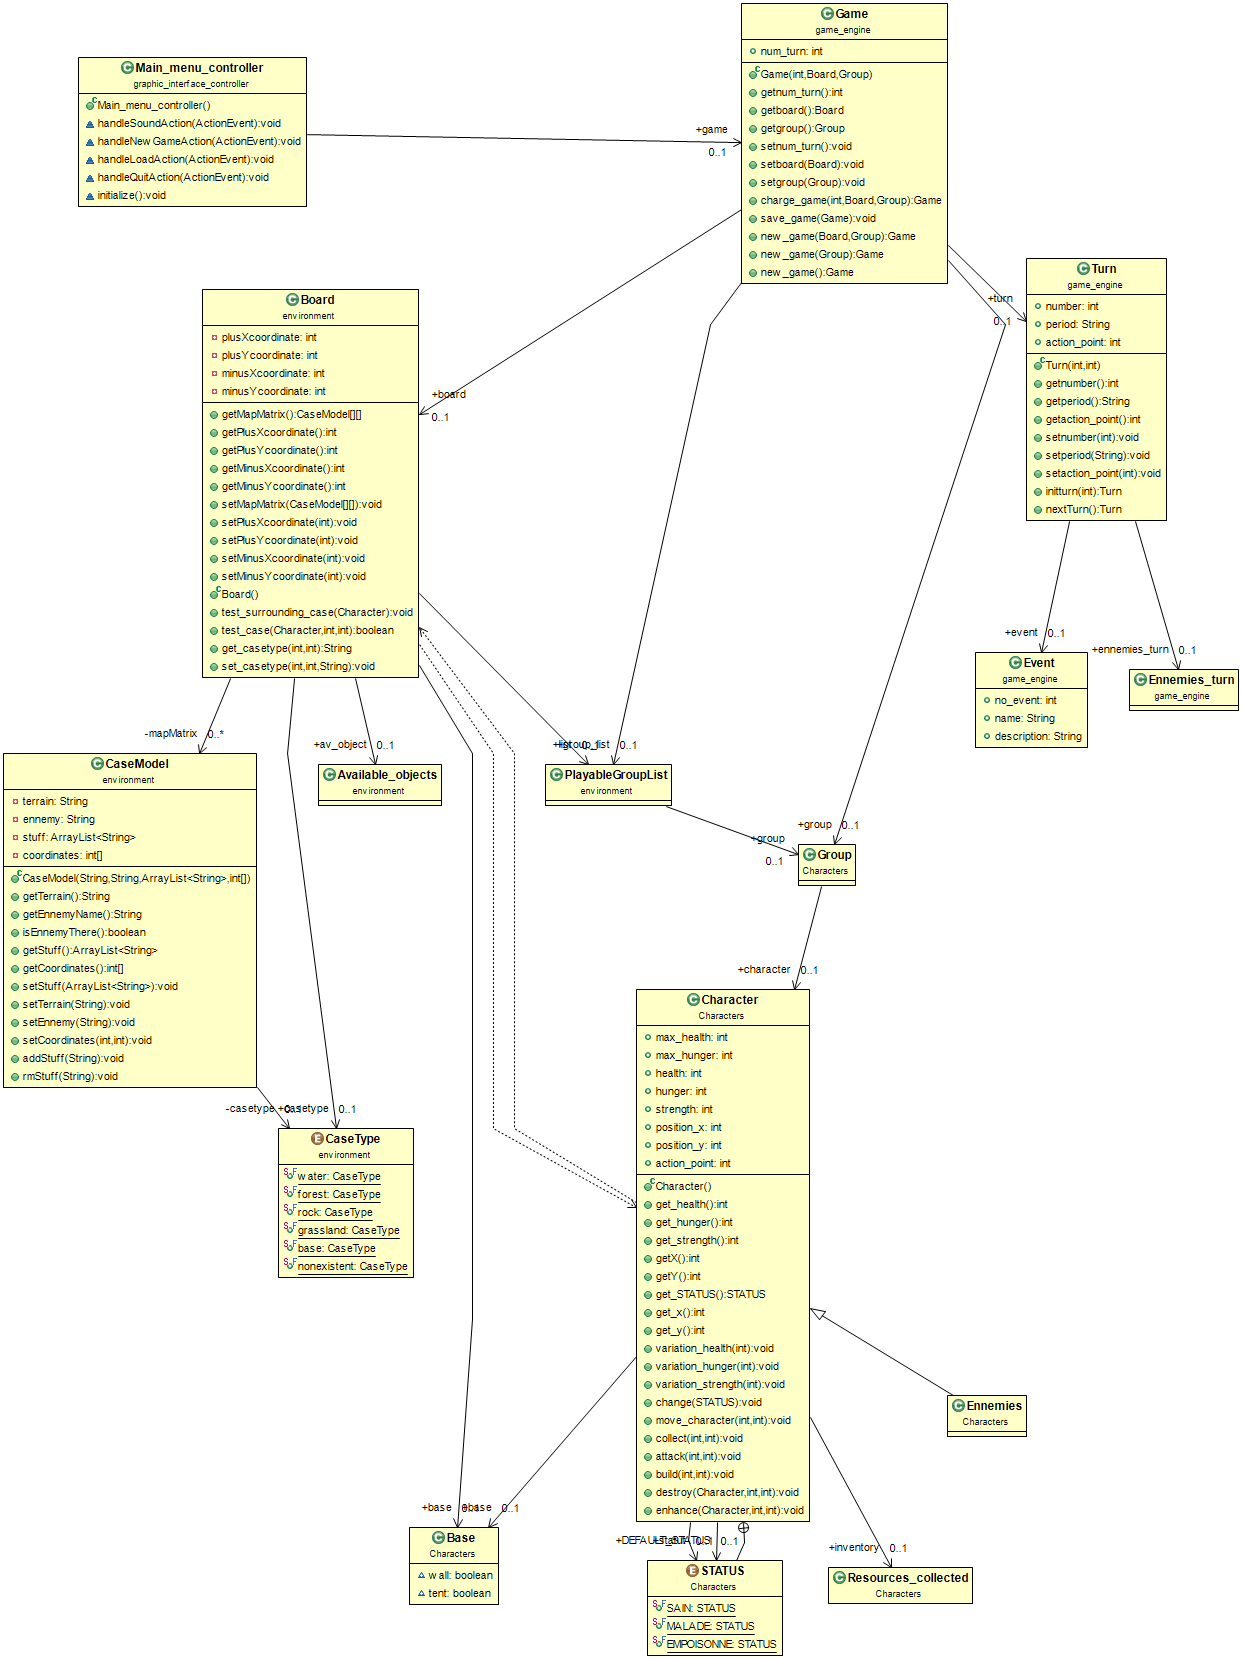 Game
game_engine
num_turn: int
Game(int,Board,Group)
getnum_turn():int
getboard():Board
getgroup():Group
setnum_turn():void
setboard(Board):void
setgroup(Group):void
charge_game(int,Board,Group):Game
save_game(Game):void
new_game(Board,Group):Game
new_game(Group):Game
new_game():Game
Main_menu_controller
graphic_interface_controller
Main_menu_controller()
handleSoundAction(ActionEvent):void
handleNewGameAction(ActionEvent):void
handleLoadAction(ActionEvent):void
handleQuitAction(ActionEvent):void
initialize():void
+game
0..1
Turn
game_engine
number: int
period: String
action_point: int
Turn(int,int)
getnumber():int
getperiod():String
getaction_point():int
setnumber(int):void
setperiod(String):void
setaction_point(int):void
initturn(int):Turn
nextTurn():Turn
+turn
0..1
Board
environment
plusXcoordinate: int
plusYcoordinate: int
minusXcoordinate: int
minusYcoordinate: int
getMapMatrix():CaseModel[][]
getPlusXcoordinate():int
getPlusYcoordinate():int
getMinusXcoordinate():int
getMinusYcoordinate():int
setMapMatrix(CaseModel[][]):void
setPlusXcoordinate(int):void
setPlusYcoordinate(int):void
setMinusXcoordinate(int):void
setMinusYcoordinate(int):void
Board()
test_surrounding_case(Character):void
test_case(Character,int,int):boolean
get_casetype(int,int):String
set_casetype(int,int,String):void
+board
0..1
+event 0..1
+ennemies_turn 0..1
Event
game_engine
no_event: int
name: String
description: String
Ennemies_turn
game_engine
-mapMatrix 0..*
+av_object 0..1
0..1
CaseModel
environment
terrain: String
ennemy: String
stuff: ArrayList<String>
coordinates: int[]
CaseModel(String,String,ArrayList<String>,int[])
getTerrain():String
getEnnemyName():String
isEnnemyThere():boolean
getStuff():ArrayList<String>
getCoordinates():int[]
setStuff(ArrayList<String>):void
setTerrain(String):void
setEnnemy(String):void
setCoordinates(int,int):void
addStuff(String):void
rmStuff(String):void
Available_objects
environment
PlayableGroupList
environment
+group 0..1
+group
0..1
Group
Characters
+character 0..1
Character
Characters
max_health: int
max_hunger: int
health: int
hunger: int
strength: int
position_x: int
position_y: int
action_point: int
Character()
get_health():int
get_hunger():int
get_strength():int
getX():int
getY():int
get_STATUS():STATUS
get_x():int
get_y():int
variation_health(int):void
variation_hunger(int):void
variation_strength(int):void
change(STATUS):void
move_character(int,int):void
collect(int,int):void
attack(int,int):void
build(int,int):void
destroy(Character,int,int):void
enhance(Character,int,int):void
-casetype +casetype 0..1
CaseType
environment
water: CaseType
forest: CaseType
rock: CaseType
grassland: CaseType
base: CaseType
nonexistent: CaseType
Ennemies
Characters
+base +base 0..1
Base
Characters
wall: boolean
tent: boolean
+DEFAULT_STATUS 0..1
STATUS
Characters
SAIN: STATUS
MALADE: STATUS
EMPOISONNE: STATUS
+inventory 0..1
Resources_collected
Characters